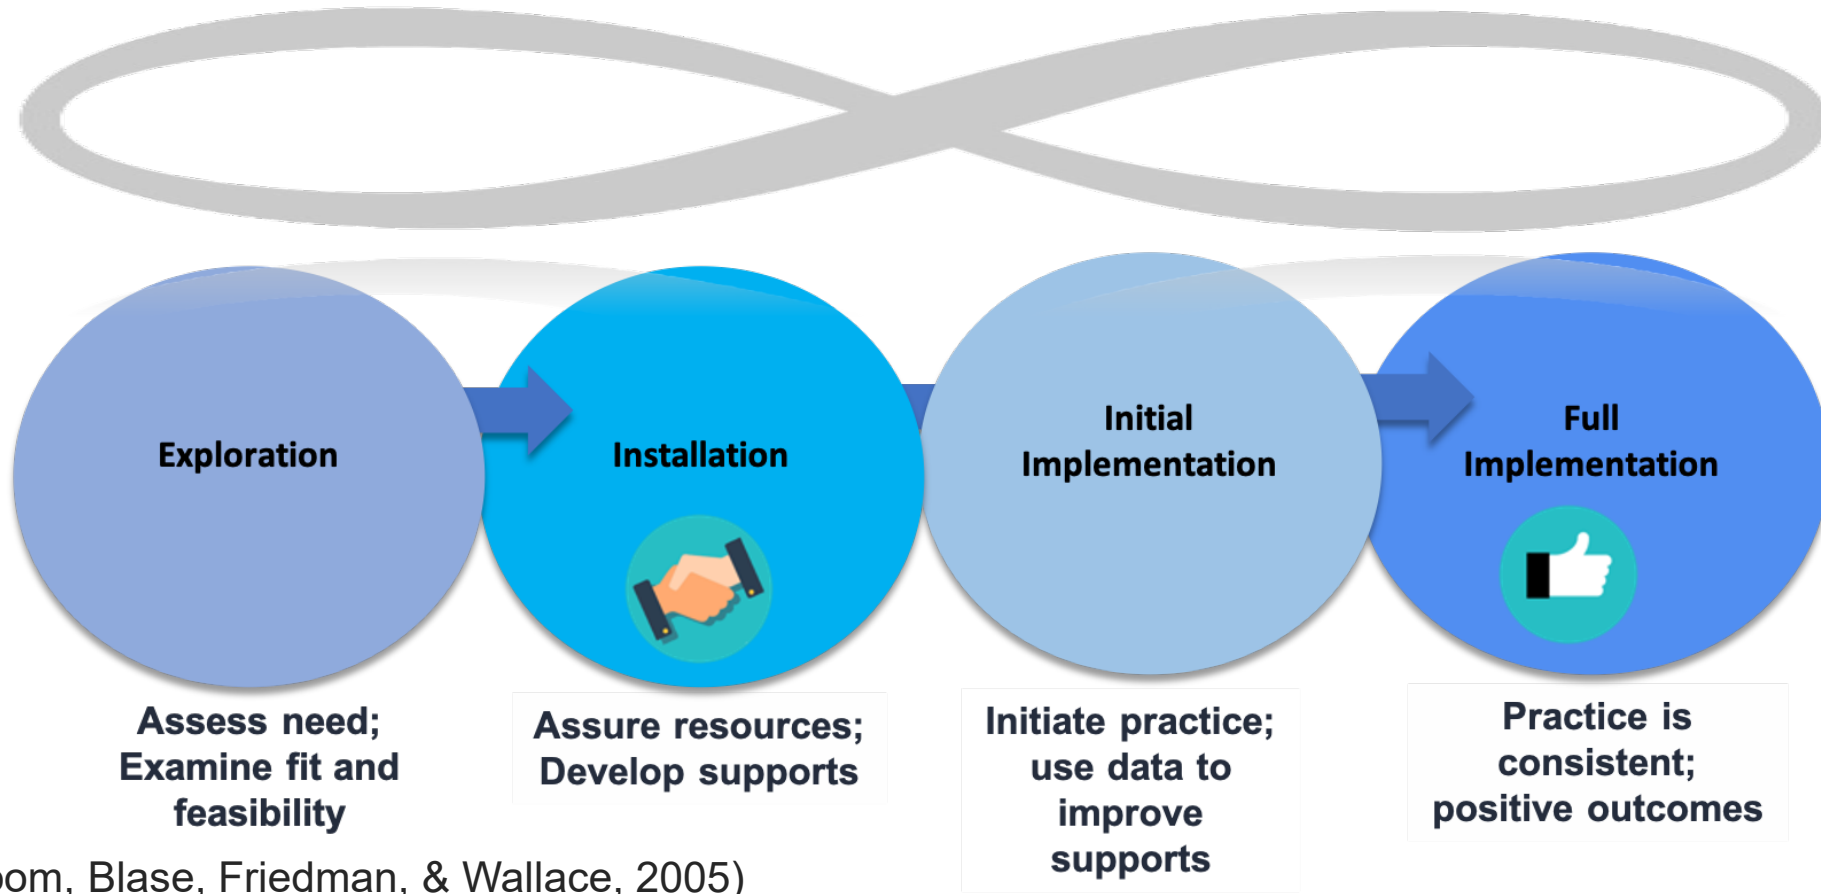 Exploration
Installation
Initial
Implementation
Full
Implementation
Assess need;
Examine fit and
feasibility
Assure resources;
Develop supports
Initiate practice;
use data to
improve
supports
Practice is
consistent;
positive outcomes
oom, Blase, Friedman, & Wallace, 2005)